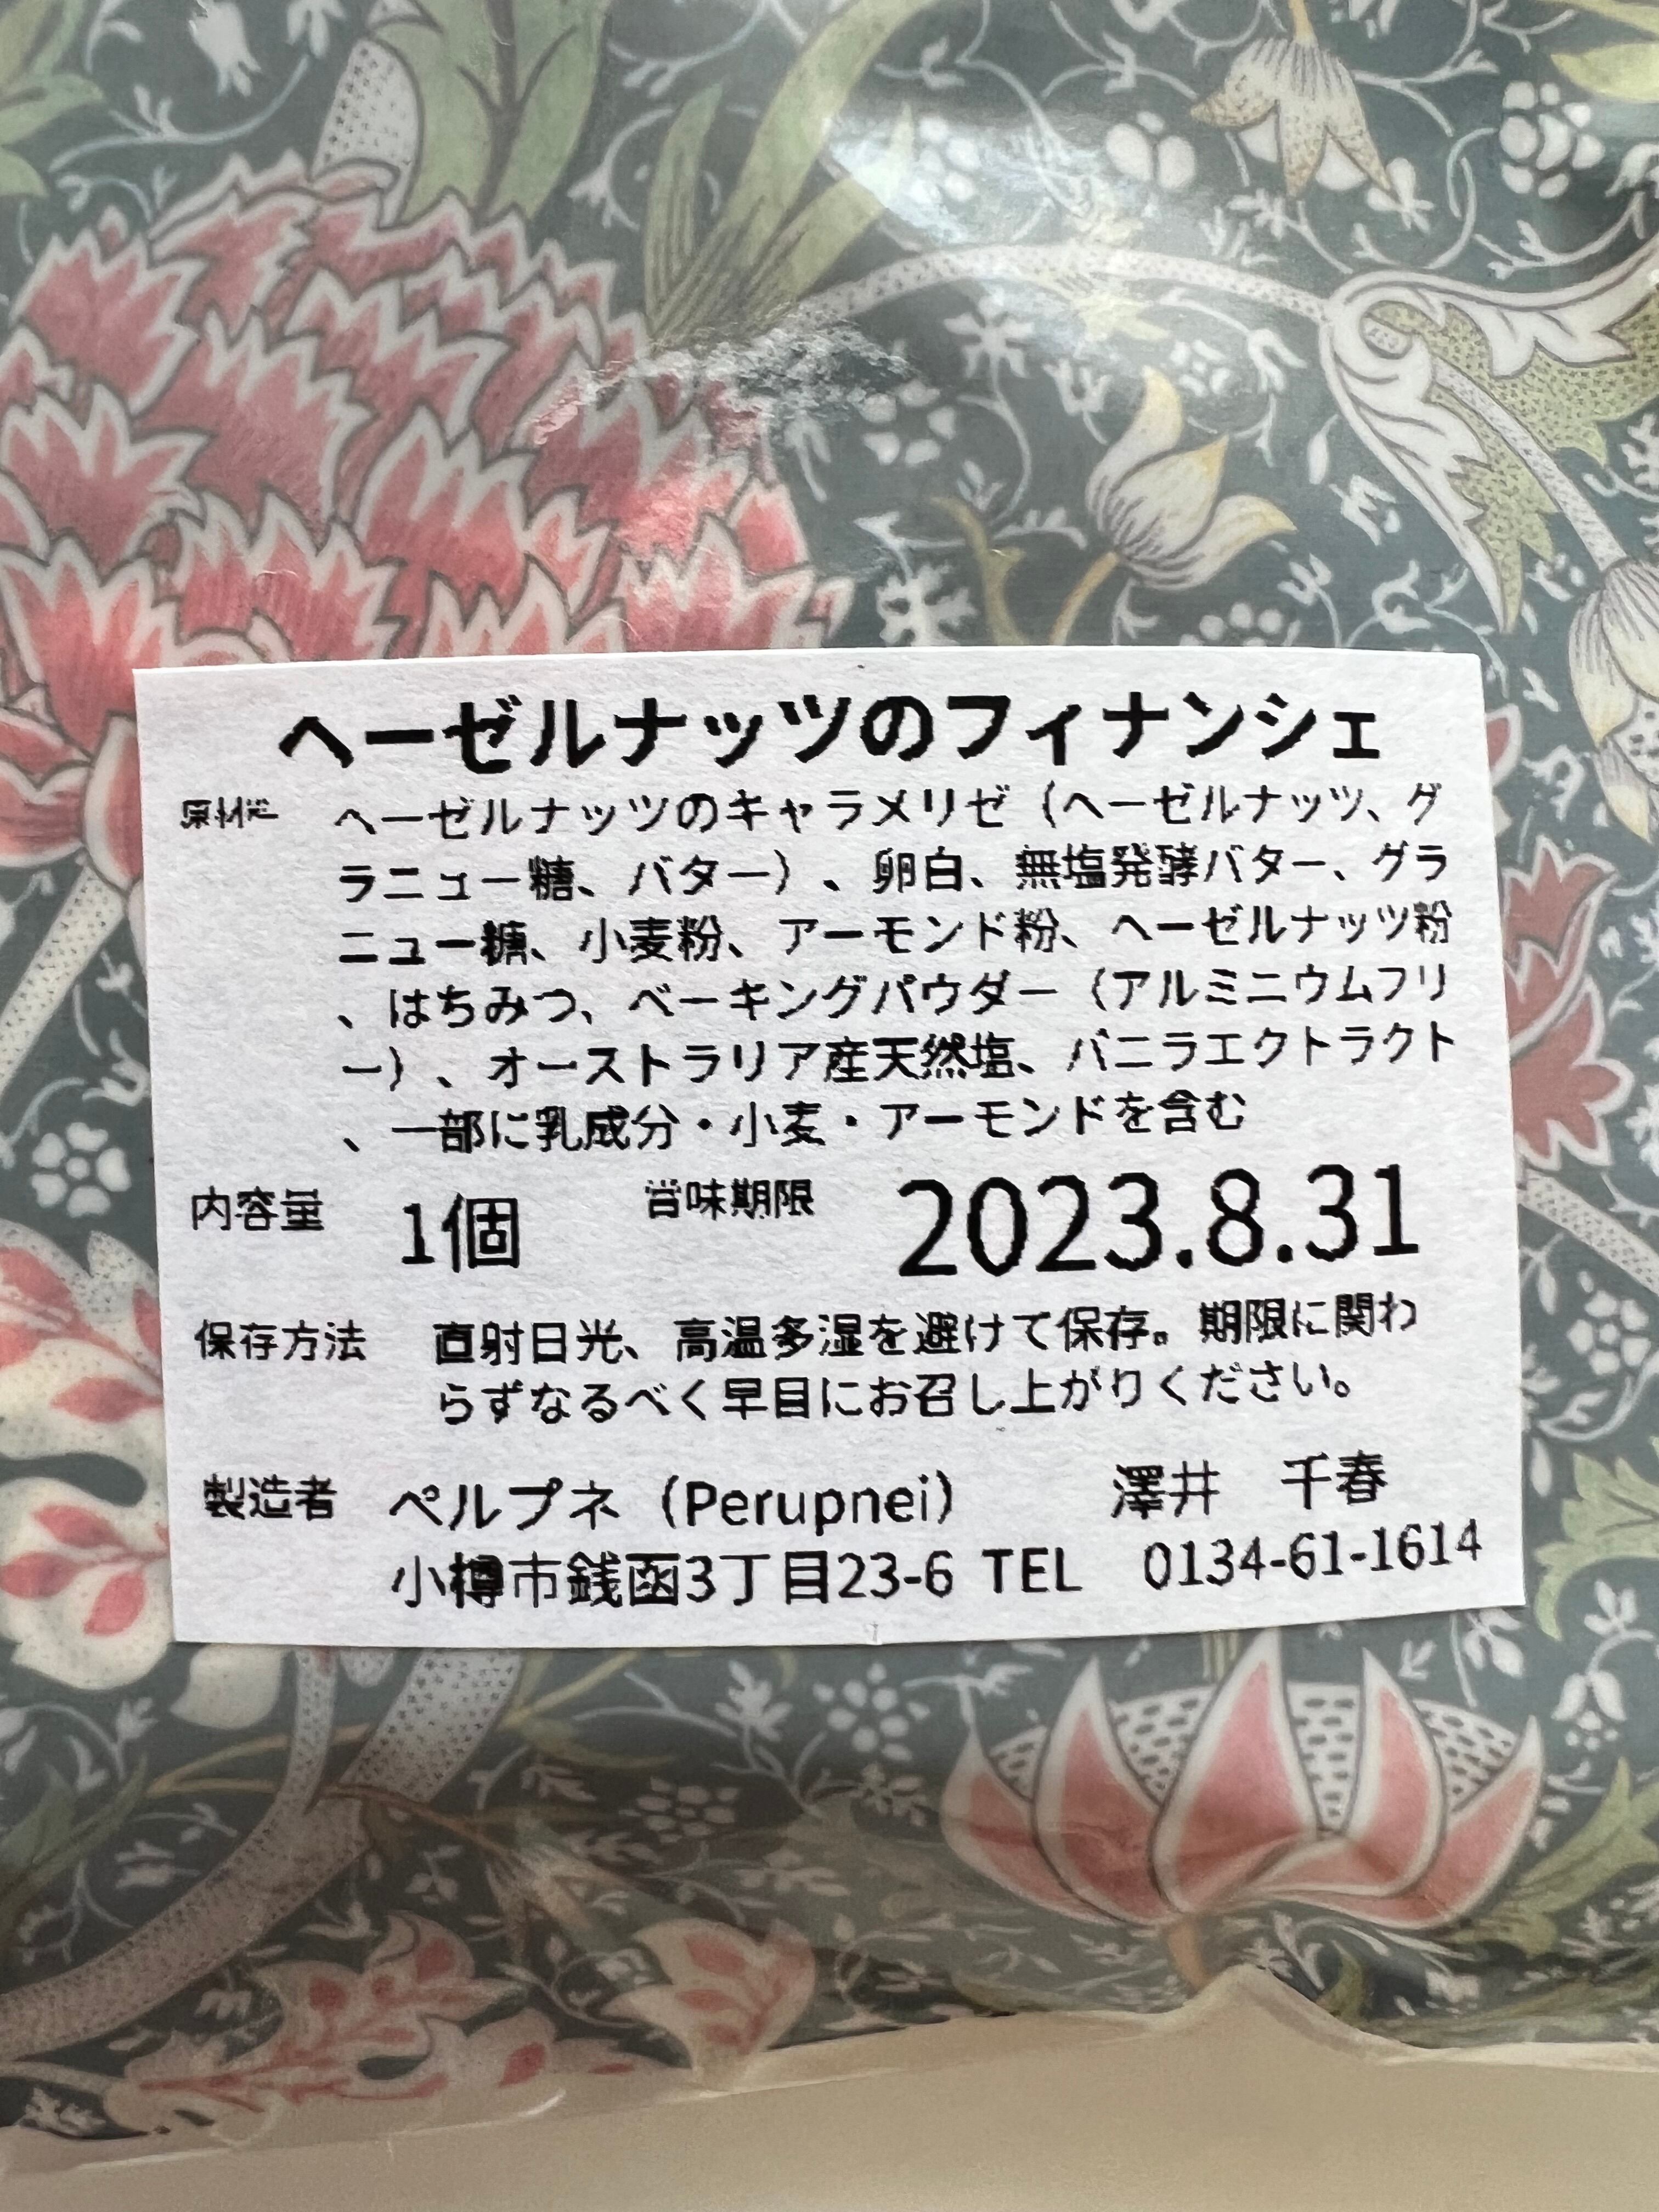 ヘーゼルナッツのフィナンシェ
原材料 ヘーゼルナッツのキャラメリゼ（ヘーゼルナッツ、グ
ラニュー糖、バター）、卵白、無塩発酵バター、グラ
ニュー糖、小麦粉、アーモンド粉、ヘーゼルナッツ粉
、はちみつ、ベーキングパウダー（アルミニウムフリ
ー）、オーストラリア産天然塩、バニラエクトラクト
、一部に乳成分・小麦・アーモンドを含む
内容量 1個 賞味期限 2023.8.31
保存方法 直射日光、高温多湿を避けて保存。期限に関わ
らずなるべく早目にお召し上がりください。
製造者 ペルプネ（Perupnei） 澤井 千春
小樽市銭函3丁目23-6 TEL 0134-61-1614